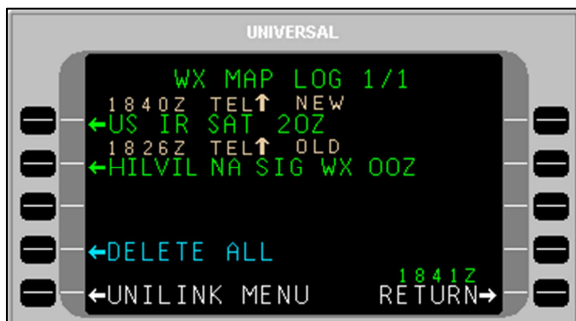 UNIVERSAL
WX MAP LOG 1/1
1840Z TEL↑ NEW
←US IR SAT 20Z
1826Z TEL↑ OLD
←HILVIL NA SIG WX 00Z
←DELETE ALL
1841Z
←UNILINK MENU RETURN→